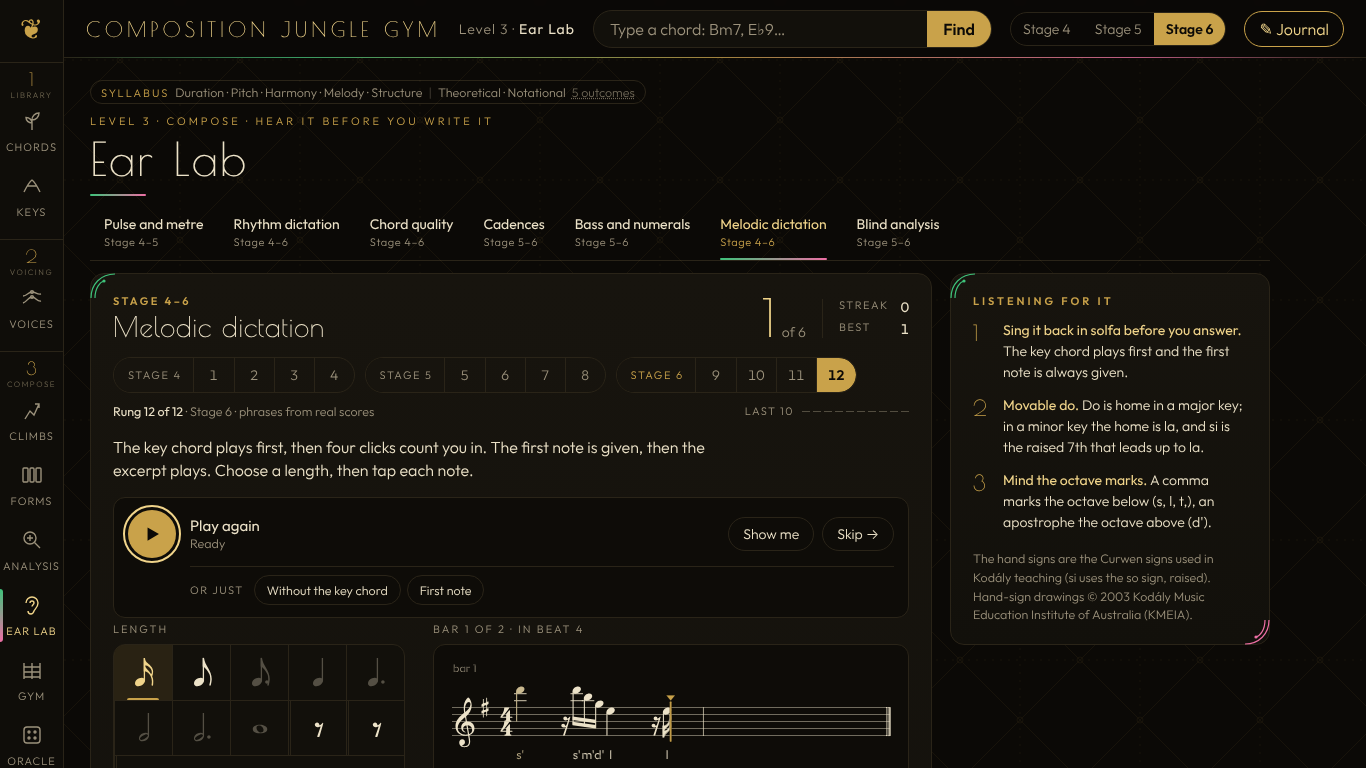 COMPOSITION JUNGLE GYM
Level 3 · Ear Lab
Type a chord: Bm7, E♭9...
Find
Stage 4
Stage 5
Stage 6
✎ Journal
1
LIBRARY
CHORDS
KEYS
2
VOICING
VOICES
3
COMPOSE
CLIMBS
FORMS
ANALYSIS
EAR LAB
GYM
ORACLE
SYLLABUS Duration · Pitch · Harmony · Melody · Structure | Theoretical · Notational 5 outcomes
LEVEL 3 · COMPOSE · HEAR IT BEFORE YOU WRITE IT
Ear Lab
Pulse and metre
Stage 4–5
Rhythm dictation
Stage 4–6
Chord quality
Stage 4–6
Cadences
Stage 5–6
Bass and numerals
Stage 5–6
Melodic dictation
Stage 4–6
Blind analysis
Stage 5–6
STAGE 4–6
Melodic dictation
1 of 6
STREAK 0
BEST 1
STAGE 4 1 2 3 4
STAGE 5 5 6 7 8
STAGE 6 9 10 11 12
Rung 12 of 12 · Stage 6 · phrases from real scores
LAST 10
The key chord plays first, then four clicks count you in. The first note is given, then the
excerpt plays. Choose a length, then tap each note.
Play again
Ready
Show me
Skip →
OR JUST
Without the key chord
First note
LENGTH
BAR 1 OF 2 · IN BEAT 4
bar 1
4
4
s' s' m' d' l l
LISTENING FOR IT
1
Sing it back in solfa before you answer.
The key chord plays first and the first
note is always given.
2
Movable do. Do is home in a major key;
in a minor key the home is la, and si is
the raised 7th that leads up to la.
3
Mind the octave marks. A comma
marks the octave below (s, l, t,), an
apostrophe the octave above (d').
The hand signs are the Curwen signs used in
Kodály teaching (si uses the so sign, raised).
Hand-sign drawings © 2003 Kodály Music
Education Institute of Australia (KMEIA).